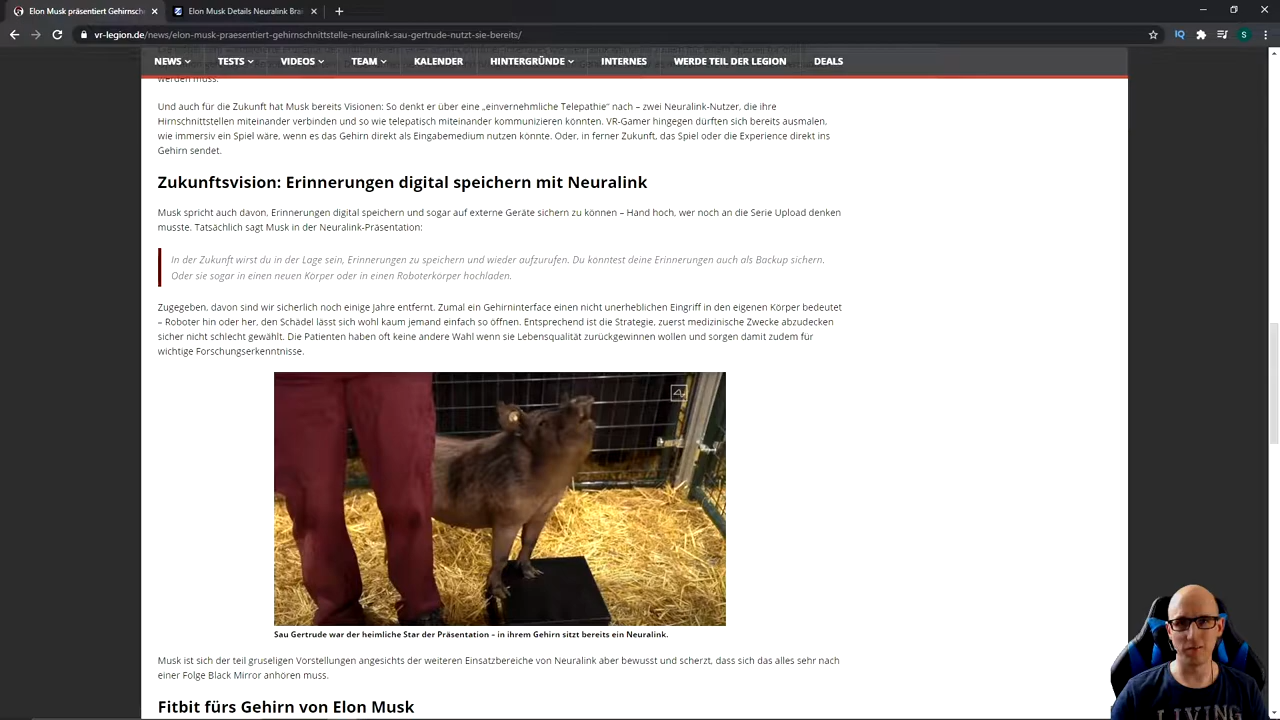 Elon Musk präsentiert Gehirnsch
Elon Musk Details Neuralink Brai
vr-legion.de/news/elon-musk-praesentiert-gehirnschnittstelle-neuralink-sau-gertrude-nutzt-sie-bereits/
NEWS TESTS VIDEOS TEAM KALENDER HINTERGRÜNDE INTERNES WERDE TEIL DER LEGION DEALS
werden muss.
Und auch für die Zukunft hat Musk bereits Visionen: So denkt er über eine „einvernehmliche Telepathie“ nach – zwei Neuralink-Nutzer, die ihre
Hirnschnittstellen miteinander verbinden und so wie telepatisch miteinander kommunizieren könnten. VR-Gamer hingegen dürften sich bereits ausmalen,
wie immersiv ein Spiel wäre, wenn es das Gehirn direkt als Eingabemedium nutzen könnte. Oder, in ferner Zukunft, das Spiel oder die Experience direkt ins
Gehirn sendet.
Zukunftsvision: Erinnerungen digital speichern mit Neuralink
Musk spricht auch davon, Erinnerungen digital speichern und sogar auf externe Geräte sichern zu können – Hand hoch, wer noch an die Serie Upload denken
musste. Tatsächlich sagt Musk in der Neuralink-Präsentation:
In der Zukunft wirst du in der Lage sein, Erinnerungen zu speichern und wieder aufzurufen. Du könntest deine Erinnerungen auch als Backup sichern.
Oder sie sogar in einen neuen Körper oder in einen Roboterkörper hochladen.
Zugegeben, davon sind wir sicherlich noch einige Jahre entfernt. Zumal ein Gehirninterface einen nicht unerheblichen Eingriff in den eigenen Körper bedeutet
– Roboter hin oder her, den Schädel lässt sich wohl kaum jemand einfach so öffnen. Entsprechend ist die Strategie, zuerst medizinische Zwecke abzudecken
sicher nicht schlecht gewählt. Die Patienten haben oft keine andere Wahl wenn sie Lebensqualität zurückgewinnen wollen und sorgen damit zudem für
wichtige Forschungserkenntnisse.
Sau Gertrude war der heimliche Star der Präsentation – in ihrem Gehirn sitzt bereits ein Neuralink.
Musk ist sich der teil gruseligen Vorstellungen angesichts der weiteren Einsatzbereiche von Neuralink aber bewusst und scherzt, dass sich das alles sehr nach
einer Folge Black Mirror anhören muss.
Fitbit fürs Gehirn von Elon Musk
LIVING